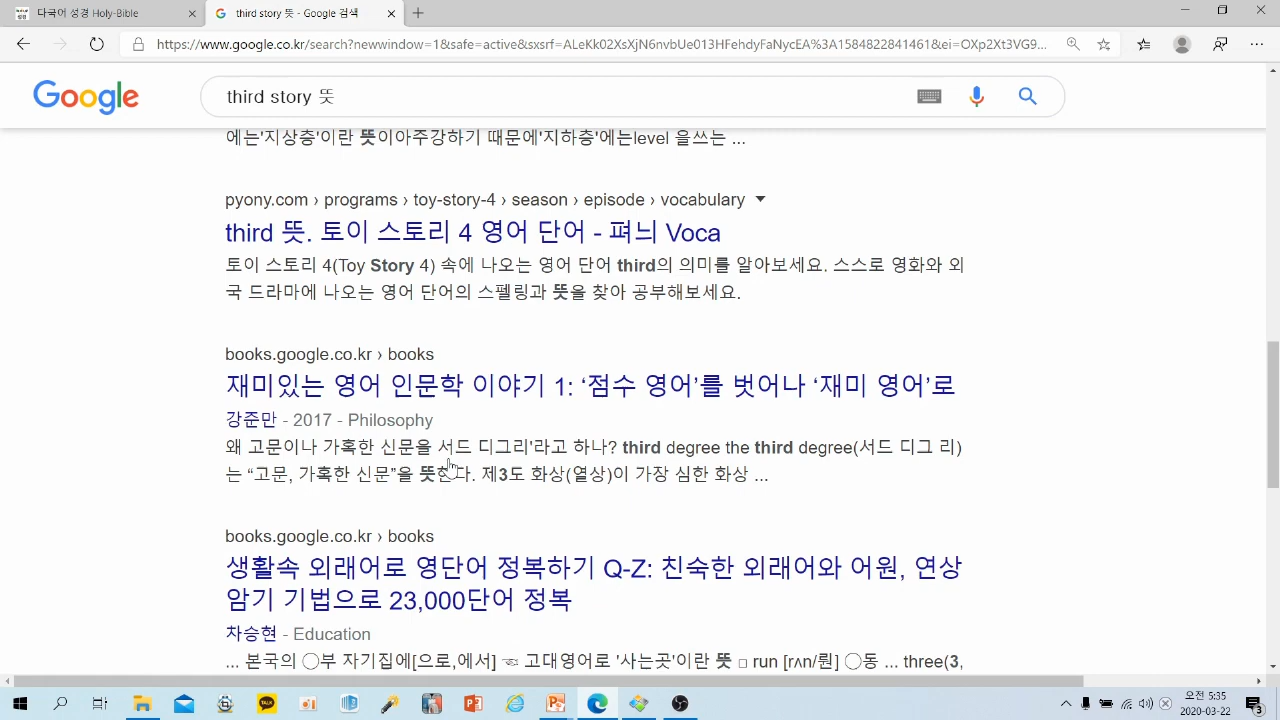 다국어 성경 Holy-Bible
third story 뜻 - Google 검색
https://www.google.co.kr/search?newwindow=1&safe=active&sxsrf=ALeKk02XsXjN6nvbUe013HFehdyFaNycEA%3A1584822841461&ei=OXp2Xt3VG9...
Google
third story 뜻
에는'지상층'이란 뜻이아주강하기 때문에'지하층'에는level 을쓰는 ...
pyony.com › programs › toy-story-4 › season › episode › vocabulary
third 뜻. 토이 스토리 4 영어 단어 - 펴늬 Voca
토이 스토리 4(Toy Story 4) 속에 나오는 영어 단어 third의 의미를 알아보세요. 스스로 영화와 외
국 드라마에 나오는 영어 단어의 스펠링과 뜻을 찾아 공부해보세요.
books.google.co.kr › books
재미있는 영어 인문학 이야기 1: ‘점수 영어’를 벗어나 ‘재미 영어’로
강준만 - 2017 - Philosophy
왜 고문이나 가혹한 신문을 서드 디그리'라고 하나? third degree the third degree(서드 디그 리)
는 “고문, 가혹한 신문”을 뜻한다. 제3도 화상(열상)이 가장 심한 화상 ...
books.google.co.kr › books
생활속 외래어로 영단어 정복하기 Q-Z: 친숙한 외래어와 어원, 연상
암기 기법으로 23,000단어 정복
차승현 - Education
... 본국의 ◯부 자기집에[으로,에서] ☜ 고대영어로 '사는곳'이란 뜻 □ run [rʌn/뤈] ◯동 ... three(3,
오전 5:35
2020-03-22
3